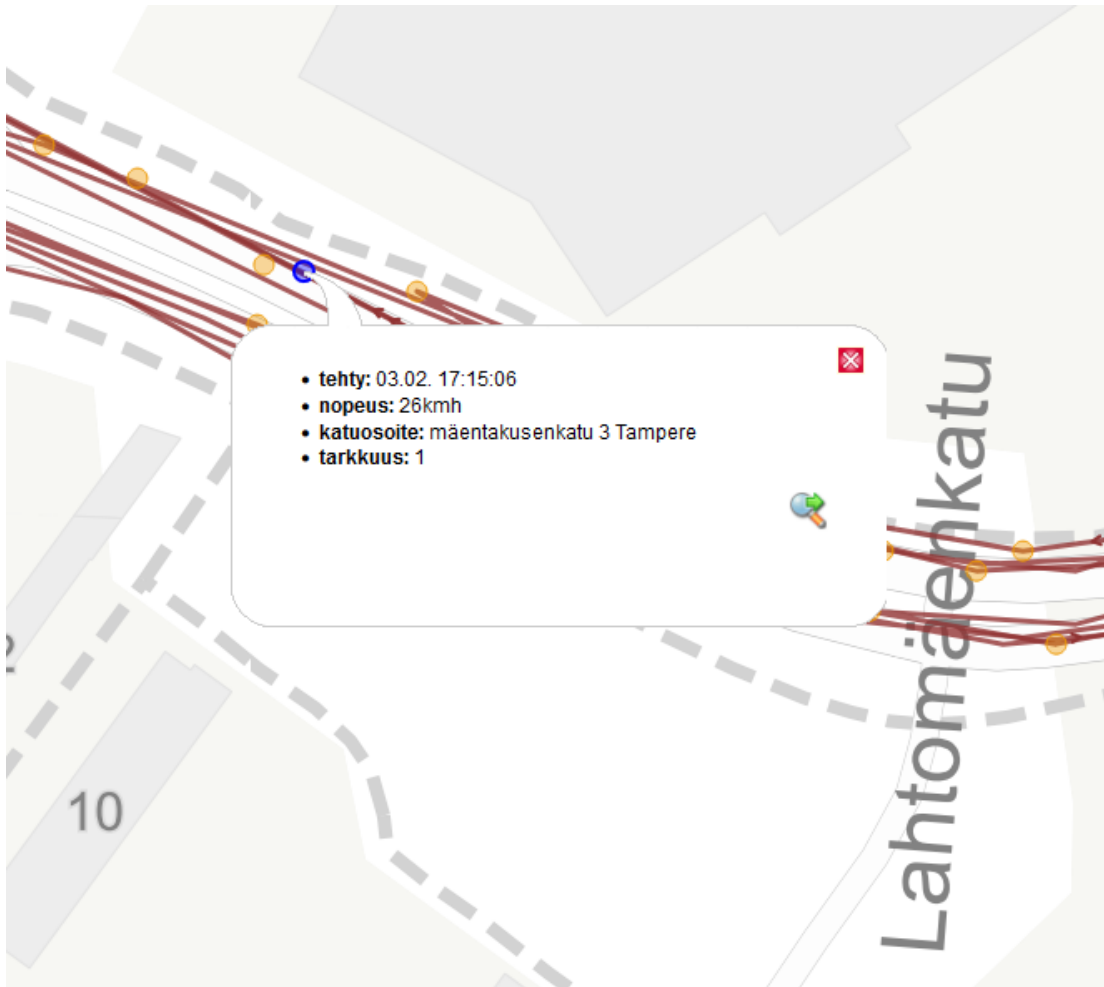 tehty: 03.02. 17:15:06
nopeus: 26kmh
katuosoite: mäentakusenkatu 3 Tampere
tarkkuus: 1
Lahtomäenkatu
10